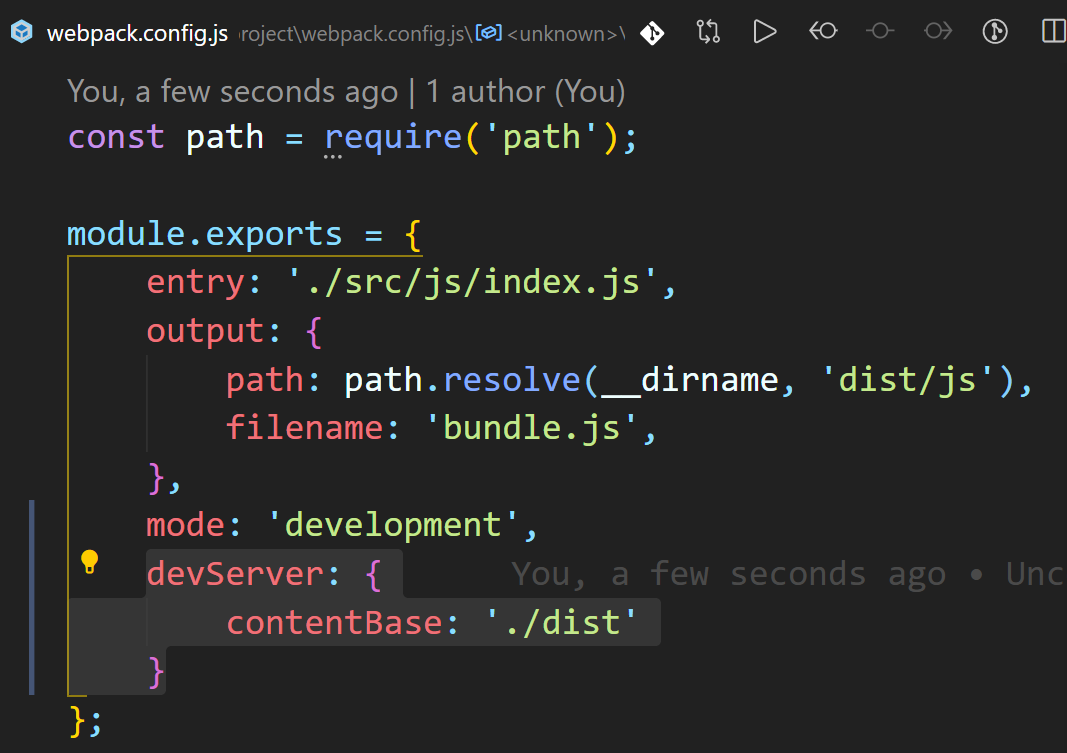 webpack.config.js roject\webpack.config.js\ <unknown>\
You, a few seconds ago | 1 author (You)
const path = require('path');
module.exports = {
entry: './src/js/index.js',
output: {
path: path.resolve(__dirname, 'dist/js'),
filename: 'bundle.js',
},
mode: 'development',
devServer: { You, a few seconds ago • Unc
contentBase: './dist'
}
};